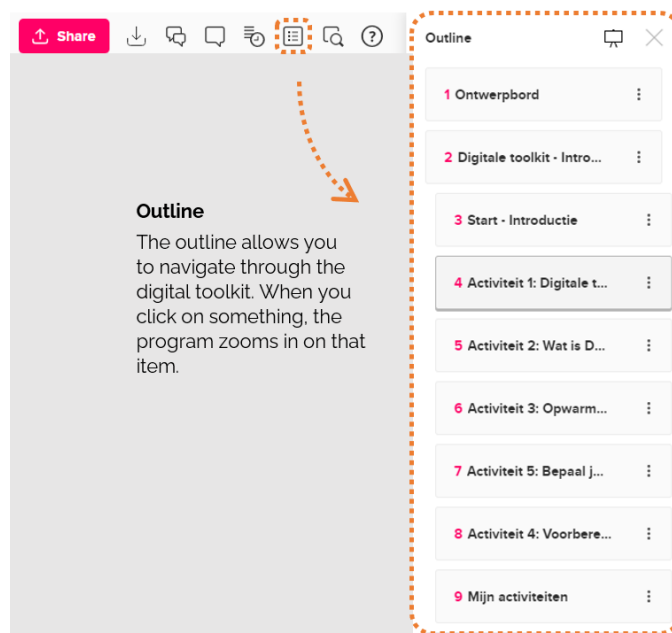 Share
Outline
1 Ontwerpbord
2 Digitale toolkit - Intro...
3 Start - Introductie
4 Activiteit 1: Digitale t...
5 Activiteit 2: Wat is D...
6 Activiteit 3: Opwarm...
7 Activiteit 5: Bepaal j...
8 Activiteit 4: Voorbere...
9 Mijn activiteiten
Outline
The outline allows you
to navigate through the
digital toolkit. When you
click on something, the
program zooms in on that
item.